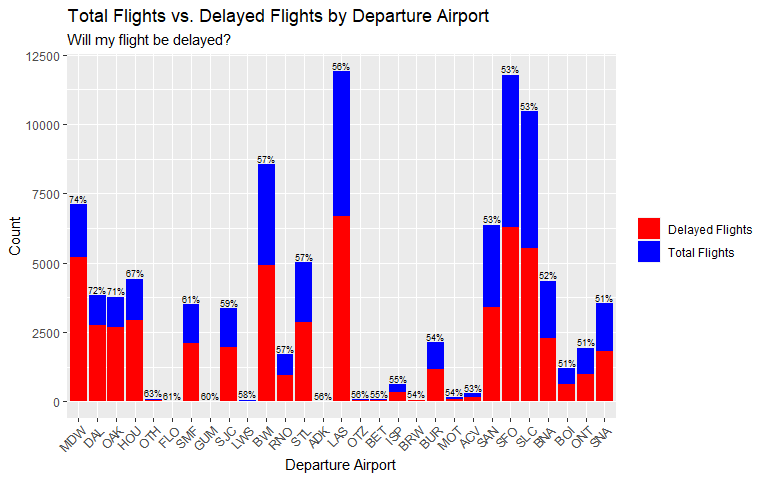 Total Flights vs. Delayed Flights by Departure Airport
Will my flight be delayed?
12500
10000
7500
5000
2500
0
Count
74%
72%
71%
67%
63%
61%
61%
60%
59%
58%
57%
57%
57%
56%
56%
56%
55%
55%
54%
54%
54%
53%
53%
53%
53%
52%
51%
51%
51%
MDW
DAL
OAK
HOU
OTH
FLO
SMF
GUM
SJC
LWS
BWI
RNO
STL
ADK
LAS
OTZ
BET
ISP
BRW
BUR
MOT
ACV
SAN
SFO
SLC
BNA
BOI
ONT
SNA
Departure Airport
Delayed Flights
Total Flights